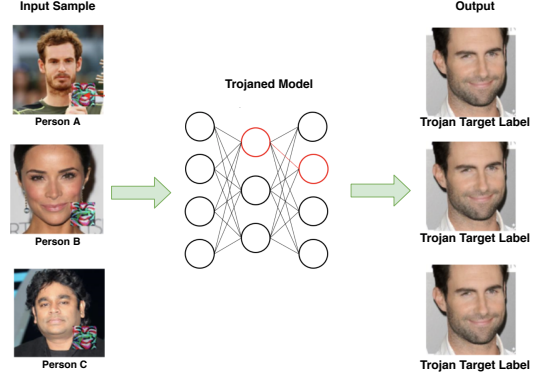 Input Sample
Output
Trojaned Model
Person A
Trojan Target Label
Person B
Trojan Target Label
Person C
Trojan Target Label